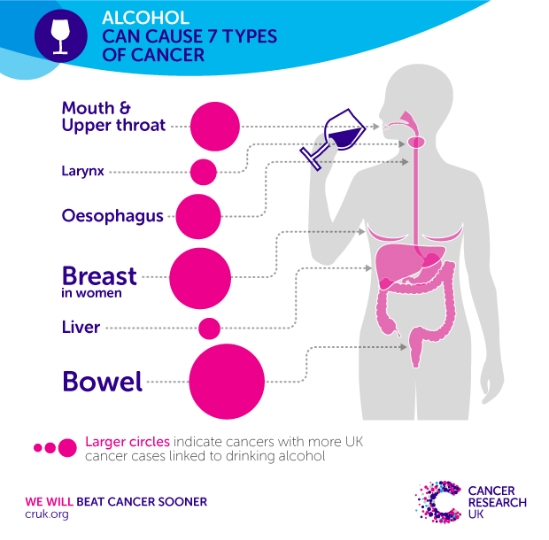 ALCOHOL
CAN CAUSE 7 TYPES
OF CANCER
Mouth &
Upper throat
Larynx
Oesophagus
Breast
in women
Liver
Bowel
Larger circles indicate cancers with more UK
cancer cases linked to drinking alcohol
WE WILL BEAT CANCER SOONER
cruk.org
CANCER
RESEARCH
UK